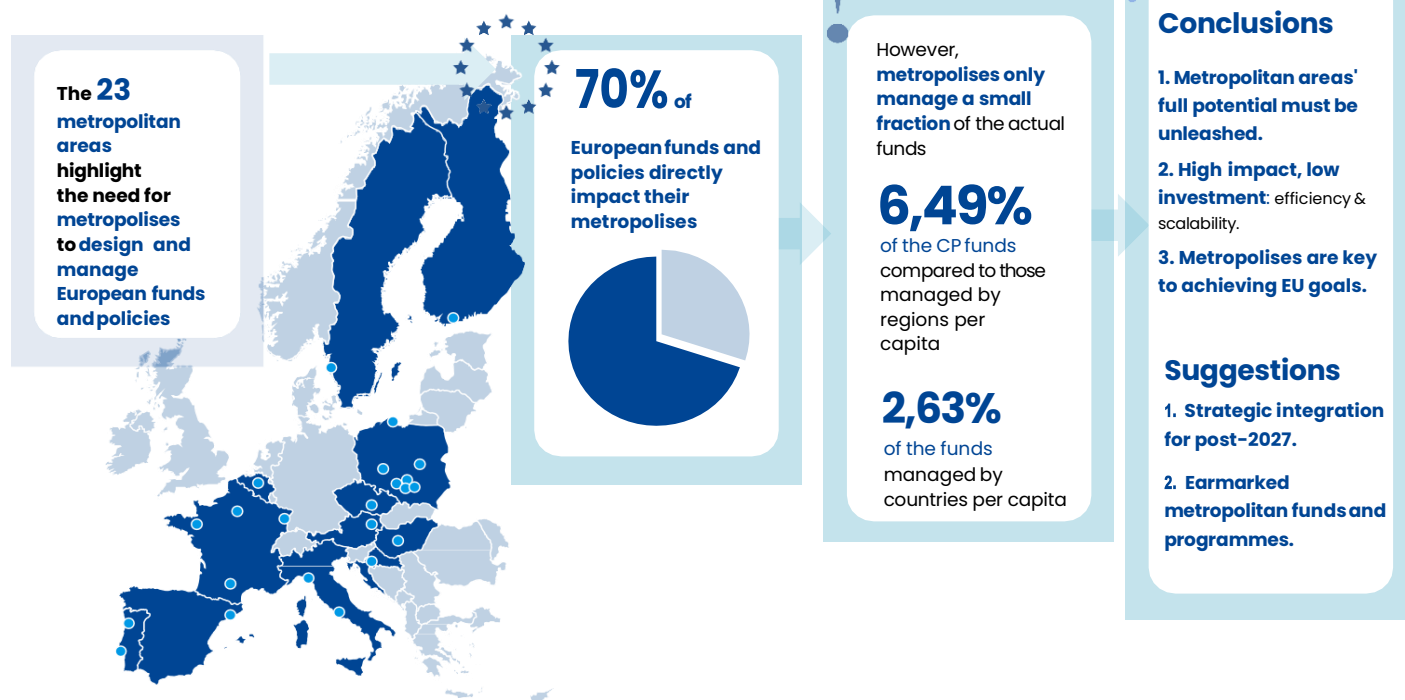 The 23
metropolitan
areas
highlight
the need for
metropolises
to design and
manage
European funds
and policies
70% of
European funds and
policies directly
impact their
metropolises
!
However,
metropolises only
manage a small
fraction of the actual
funds
6,49%
of the CP funds
compared to those
managed by
regions per
capita
2,63%
of the funds
managed by
countries per capita
Conclusions
1. Metropolitan areas'
full potential must be
unleashed.
2. High impact, low
investment: efficiency &
scalability.
3. Metropolises are key
to achieving EU goals.
Suggestions
1. Strategic integration
for post-2027.
2. Earmarked
metropolitan funds and
programmes.